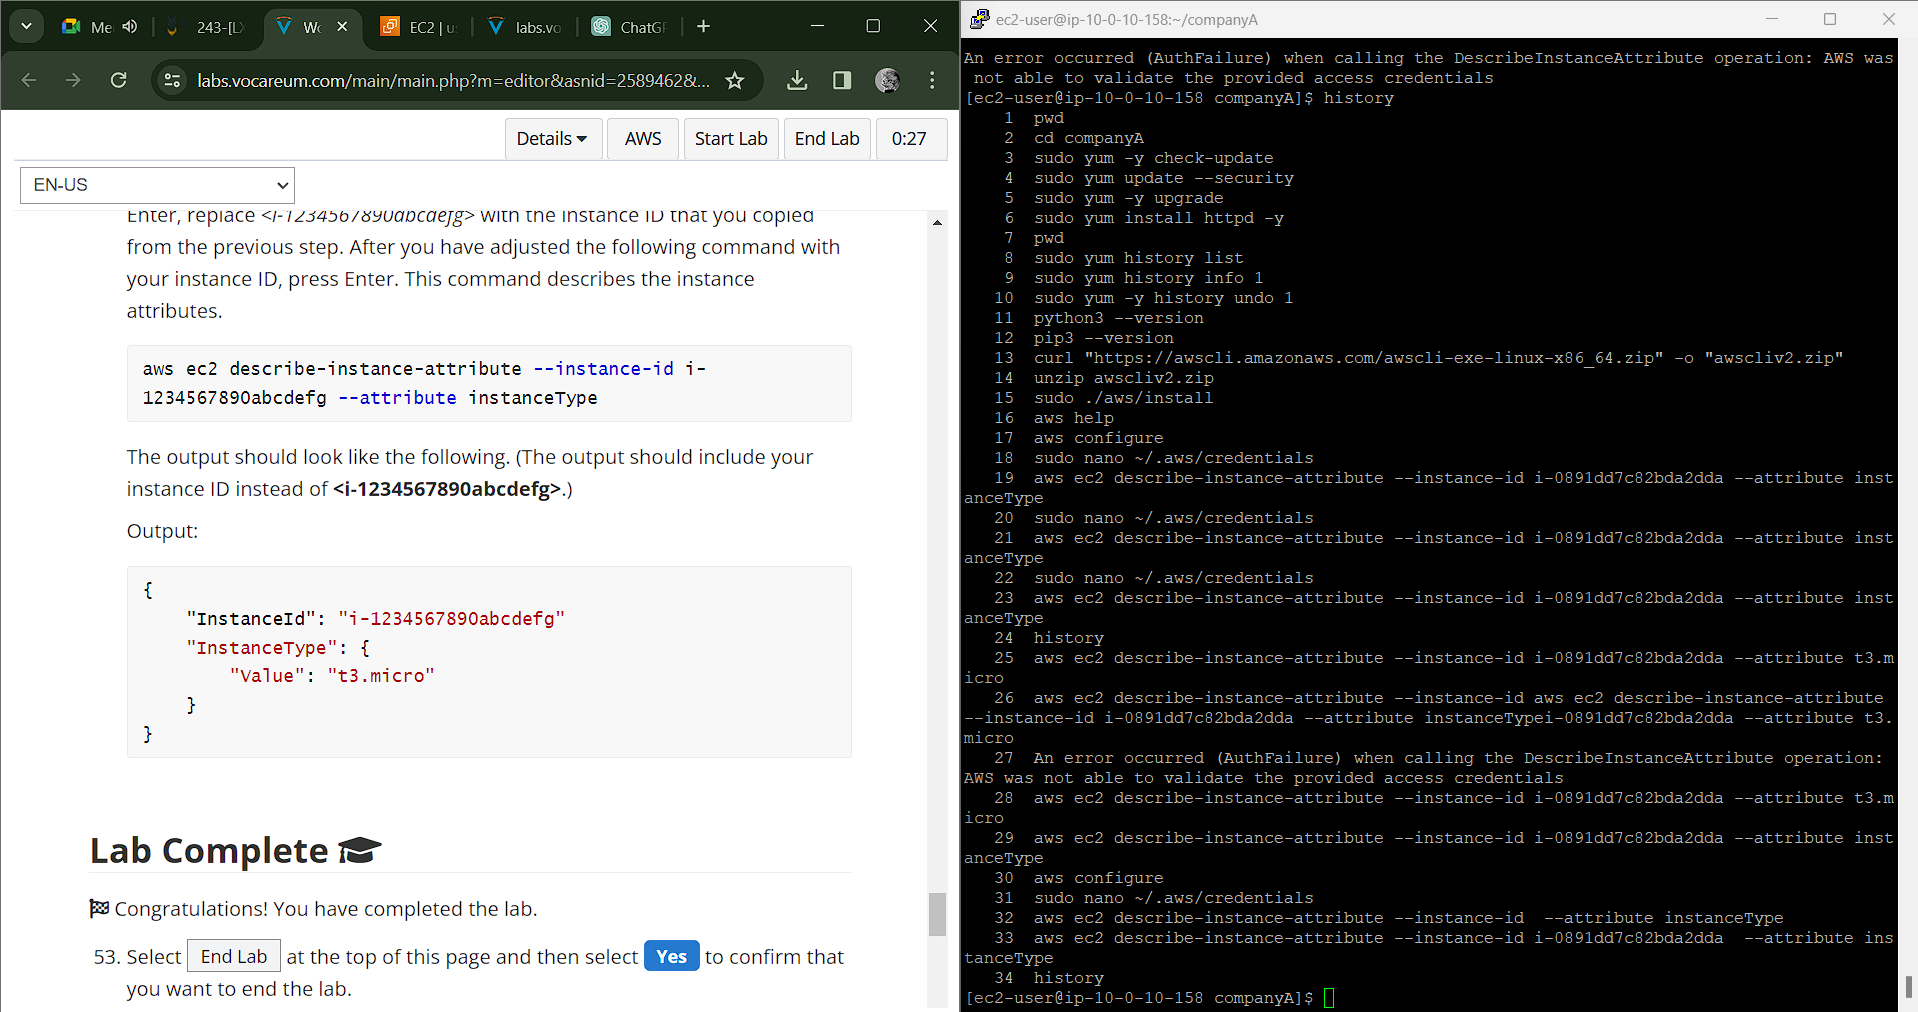 Me
243-[L
Wo
EC2 | u
labs.vo
ChatGP
labs.vocareum.com/main/main.php?m=editor&asnid=2589462&...
Details
AWS
Start Lab
End Lab
0:27
EN-US
Enter, replace <i-1234567890abcdefg> with the instance ID that you copied
from the previous step. After you have adjusted the following command with
your instance ID, press Enter. This command describes the instance
attributes.
aws ec2 describe-instance-attribute --instance-id i-
1234567890abcdefg --attribute instanceType
The output should look like the following. (The output should include your
instance ID instead of <i-1234567890abcdefg>.)
Output:
{
"InstanceId": "i-1234567890abcdefg"
"InstanceType": {
"Value": "t3.micro"
}
}
Lab Complete
Congratulations! You have completed the lab.
53. Select End Lab at the top of this page and then select Yes to confirm that
you want to end the lab.
ec2-user@ip-10-0-10-158:~/companyA
An error occurred (AuthFailure) when calling the DescribeInstanceAttribute operation: AWS was
not able to validate the provided access credentials
[ec2-user@ip-10-0-10-158 companyA]$ history
1 pwd
2 cd companyA
3 sudo yum -y check-update
4 sudo yum update --security
5 sudo yum -y upgrade
6 sudo yum install httpd -y
7 pwd
8 sudo yum history list
9 sudo yum history info 1
10 sudo yum -y history undo 1
11 python3 --version
12 pip3 --version
13 curl "https://awscli.amazonaws.com/awscli-exe-linux-x86_64.zip" -o "awscliv2.zip"
14 unzip awscliv2.zip
15 sudo ./aws/install
16 aws help
17 aws configure
18 sudo nano ~/.aws/credentials
19 aws ec2 describe-instance-attribute --instance-id i-0891dd7c82bda2dda --attribute inst
anceType
20 sudo nano ~/.aws/credentials
21 aws ec2 describe-instance-attribute --instance-id i-0891dd7c82bda2dda --attribute inst
anceType
22 sudo nano ~/.aws/credentials
23 aws ec2 describe-instance-attribute --instance-id i-0891dd7c82bda2dda --attribute inst
anceType
24 history
25 aws ec2 describe-instance-attribute --instance-id i-0891dd7c82bda2dda --attribute t3.m
icro
26 aws ec2 describe-instance-attribute --instance-id aws ec2 describe-instance-attribute
--instance-id i-0891dd7c82bda2dda --attribute instanceTypei-0891dd7c82bda2dda --attribute t3.
micro
27 An error occurred (AuthFailure) when calling the DescribeInstanceAttribute operation:
AWS was not able to validate the provided access credentials
28 aws ec2 describe-instance-attribute --instance-id i-0891dd7c82bda2dda --attribute t3.m
icro
29 aws ec2 describe-instance-attribute --instance-id i-0891dd7c82bda2dda --attribute inst
anceType
30 aws configure
31 sudo nano ~/.aws/credentials
32 aws ec2 describe-instance-attribute --instance-id  --attribute instanceType
33 aws ec2 describe-instance-attribute --instance-id i-0891dd7c82bda2dda  --attribute ins
tanceType
34 history
[ec2-user@ip-10-0-10-158 companyA]$